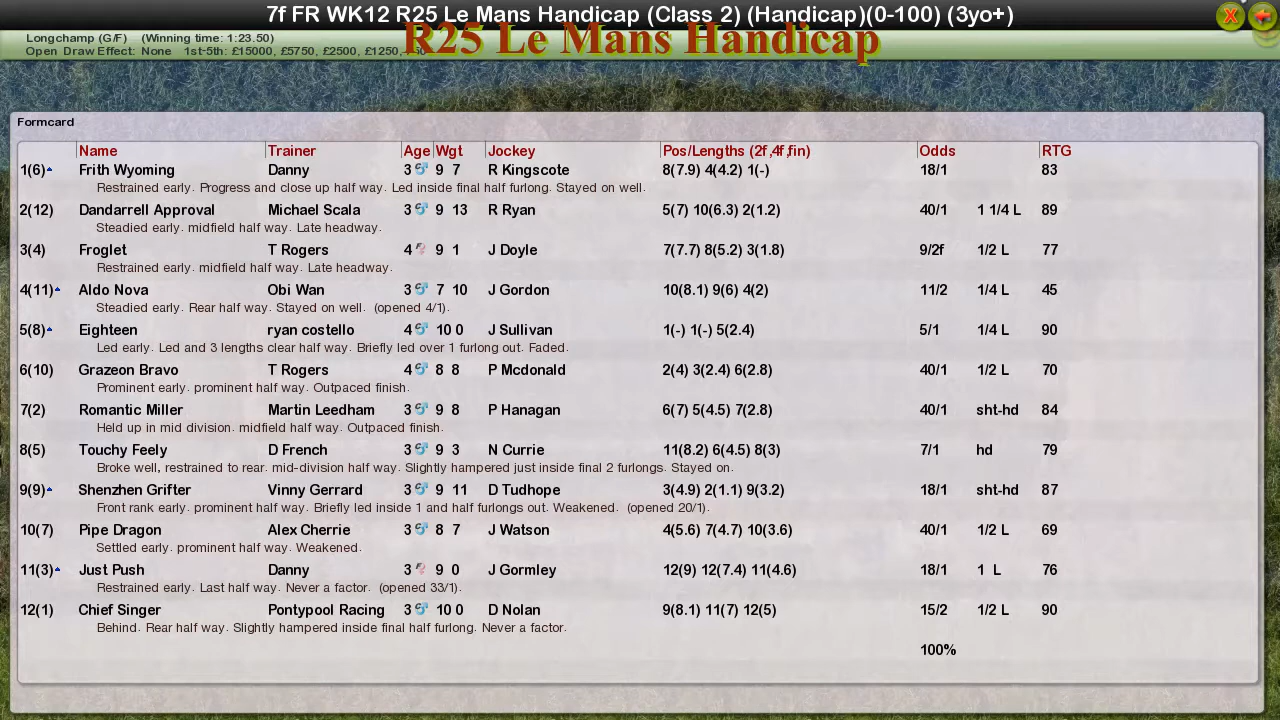 7f FR WK12 R25 Le Mans Handicap (Class 2) (Handicap)(0-100) (3yo+)
R25 Le Mans Handicap
Longchamp (G/F) (Winning time: 1:23.50)
Open Draw Effect: None 1st-5th: £15000, £5750, £2500, £1250,
Formcard
Name Trainer Age Wgt Jockey Pos/Lengths (2f,4f,fin) Odds RTG
1(6) Frith Wyoming Danny 3 9 7 R Kingscote 8(7.9) 4(4.2) 1(-) 18/1 83
Restrained early. Progress and close up half way. Led inside final half furlong. Stayed on well.
2(12) Dandarrell Approval Michael Scala 3 9 13 R Ryan 5(7) 10(6.3) 2(1.2) 40/1 1 1/4 L 89
Steadied early. midfield half way. Late headway.
3(4) Froglet T Rogers 4 9 1 J Doyle 7(7.7) 8(5.2) 3(1.8) 9/2f 1/2 L 77
Restrained early. midfield half way. Late headway.
4(11) Aldo Nova Obi Wan 3 7 10 J Gordon 10(8.1) 9(6) 4(2) 11/2 1/4 L 45
Steadied early. Rear half way. Stayed on well. (opened 4/1).
5(8) Eighteen ryan costello 4 10 0 J Sullivan 1(-) 1(-) 5(2.4) 5/1 1/4 L 90
Led early. Led and 3 lengths clear half way. Briefly led over 1 furlong out. Faded.
6(10) Grazeon Bravo T Rogers 4 8 8 P Mcdonald 2(4) 3(2.4) 6(2.8) 40/1 1/2 L 70
Prominent early. prominent half way. Outpaced finish.
7(2) Romantic Miller Martin Leedham 3 9 8 P Hanagan 6(7) 5(4.5) 7(2.8) 40/1 sht-hd 84
Held up in mid division. midfield half way. Outpaced finish.
8(5) Touchy Feely D French 3 9 3 N Currie 11(8.2) 6(4.5) 8(3) 7/1 hd 79
Broke well, restrained to rear. mid-division half way. Slightly hampered just inside final 2 furlongs. Stayed on.
9(9) Shenzhen Grifter Vinny Gerrard 3 9 11 D Tudhope 3(4.9) 2(1.1) 9(3.2) 18/1 sht-hd 87
Front rank early. prominent half way. Briefly led inside 1 and half furlongs out. Weakened. (opened 20/1).
10(7) Pipe Dragon Alex Cherrie 3 8 7 J Watson 4(5.6) 7(4.7) 10(3.6) 40/1 1/2 L 69
Settled early. prominent half way. Weakened.
11(3) Just Push Danny 3 9 0 J Gormley 12(9) 12(7.4) 11(4.6) 18/1 1 L 76
Restrained early. Last half way. Never a factor. (opened 33/1).
12(1) Chief Singer Pontypool Racing 3 10 0 D Nolan 9(8.1) 11(7) 12(5) 15/2 1/2 L 90
Behind. Rear half way. Slightly hampered inside final half furlong. Never a factor.
100%